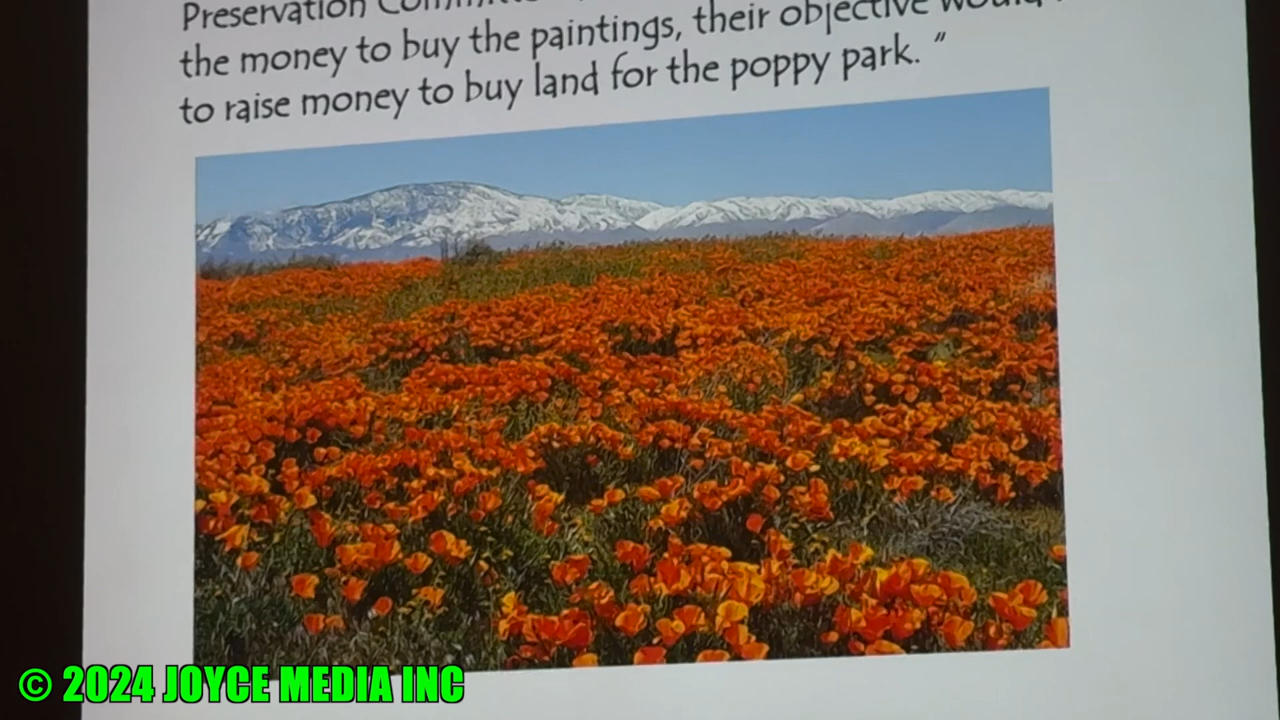 Preservation
the money to buy the paintings, their objective would
to raise money to buy land for the poppy park. "
© 2024 JOYCE MEDIA INC